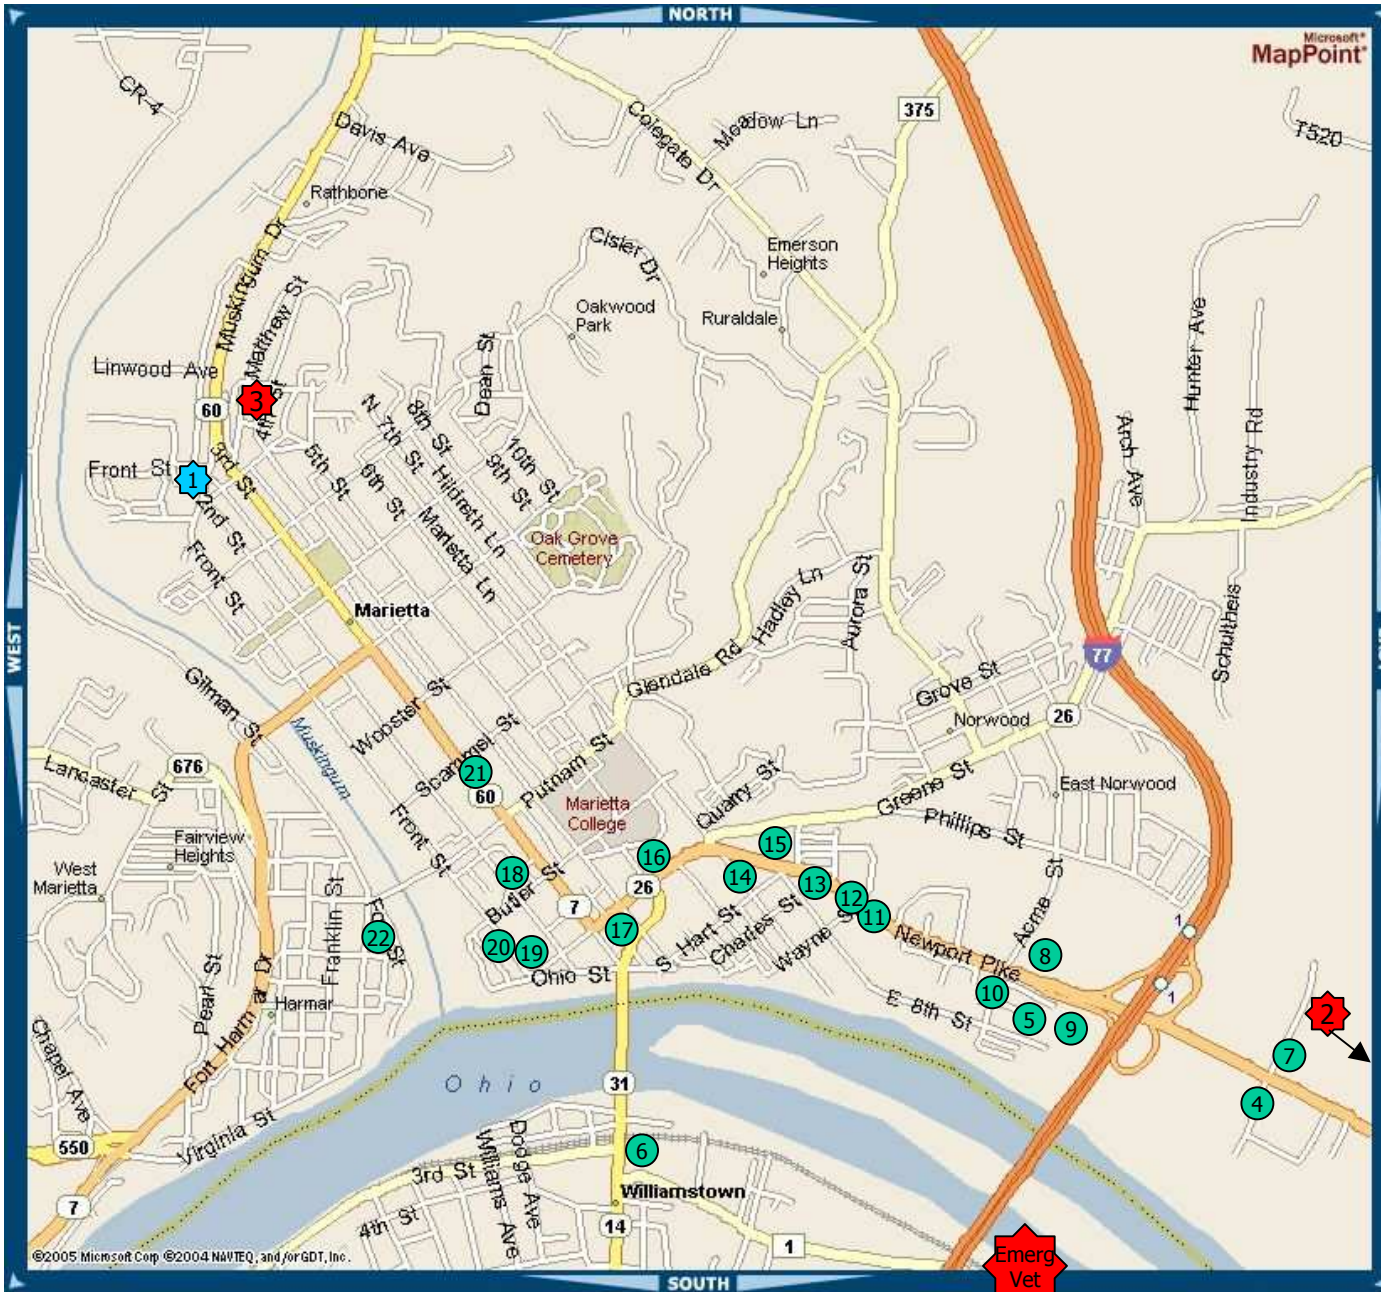 NORTH
Microsoft®
MapPoint®
CR-4
375
Meadow Ln
T520
Davis Ave
Colegate Dr
Rathbone
Cisler Dr
Emerson
Heights
Muskingum Dr
Matthew St
Oakwood
Park
Ruraldale
Hunter Ave
Linwood Ave
Dean St
3
60
4th St
N 7th St
8th St
Arch Ave
Industry Rd
Front St
1
3rd St
5th St
6th St
Hildreth Ln
9th St
10th St
2nd St
Marietta Ln
Oak Grove
Cemetery
Front St
Marietta
Hadley Ln
Aurora St
Schultheis
WEST
77
Glendale Rd
Grove St
Gilman St
Wooster St
Norwood
26
Muskingum
Scammel St
Putnam St
Lancaster St
676
21
60
Quarry St
Greene St
East Norwood
Marietta
College
Phillips St
Fairview
Heights
Front St
15
West
Marietta
16
18
14
13
26
Butler St
12
Franklin St
7
11
Acme St
Fort St
17
S Hart St
Charles St
Wayne S
1
22
20
19
Newport Pike
8
Pearl St
Ohio St
10
1
Harmar
E 8th St
5
9
2
Fort Harmar Dr
7
Chapel Ave
Ohio
31
4
Virginia St
550
Dodge Ave
Williams Ave
6
3rd St
Williamstown
7
4th St
14
1
©2005 Microsoft Corp ©2004 NAVTEQ, and/or GDT, Inc.
Emerg
Vet
SOUTH